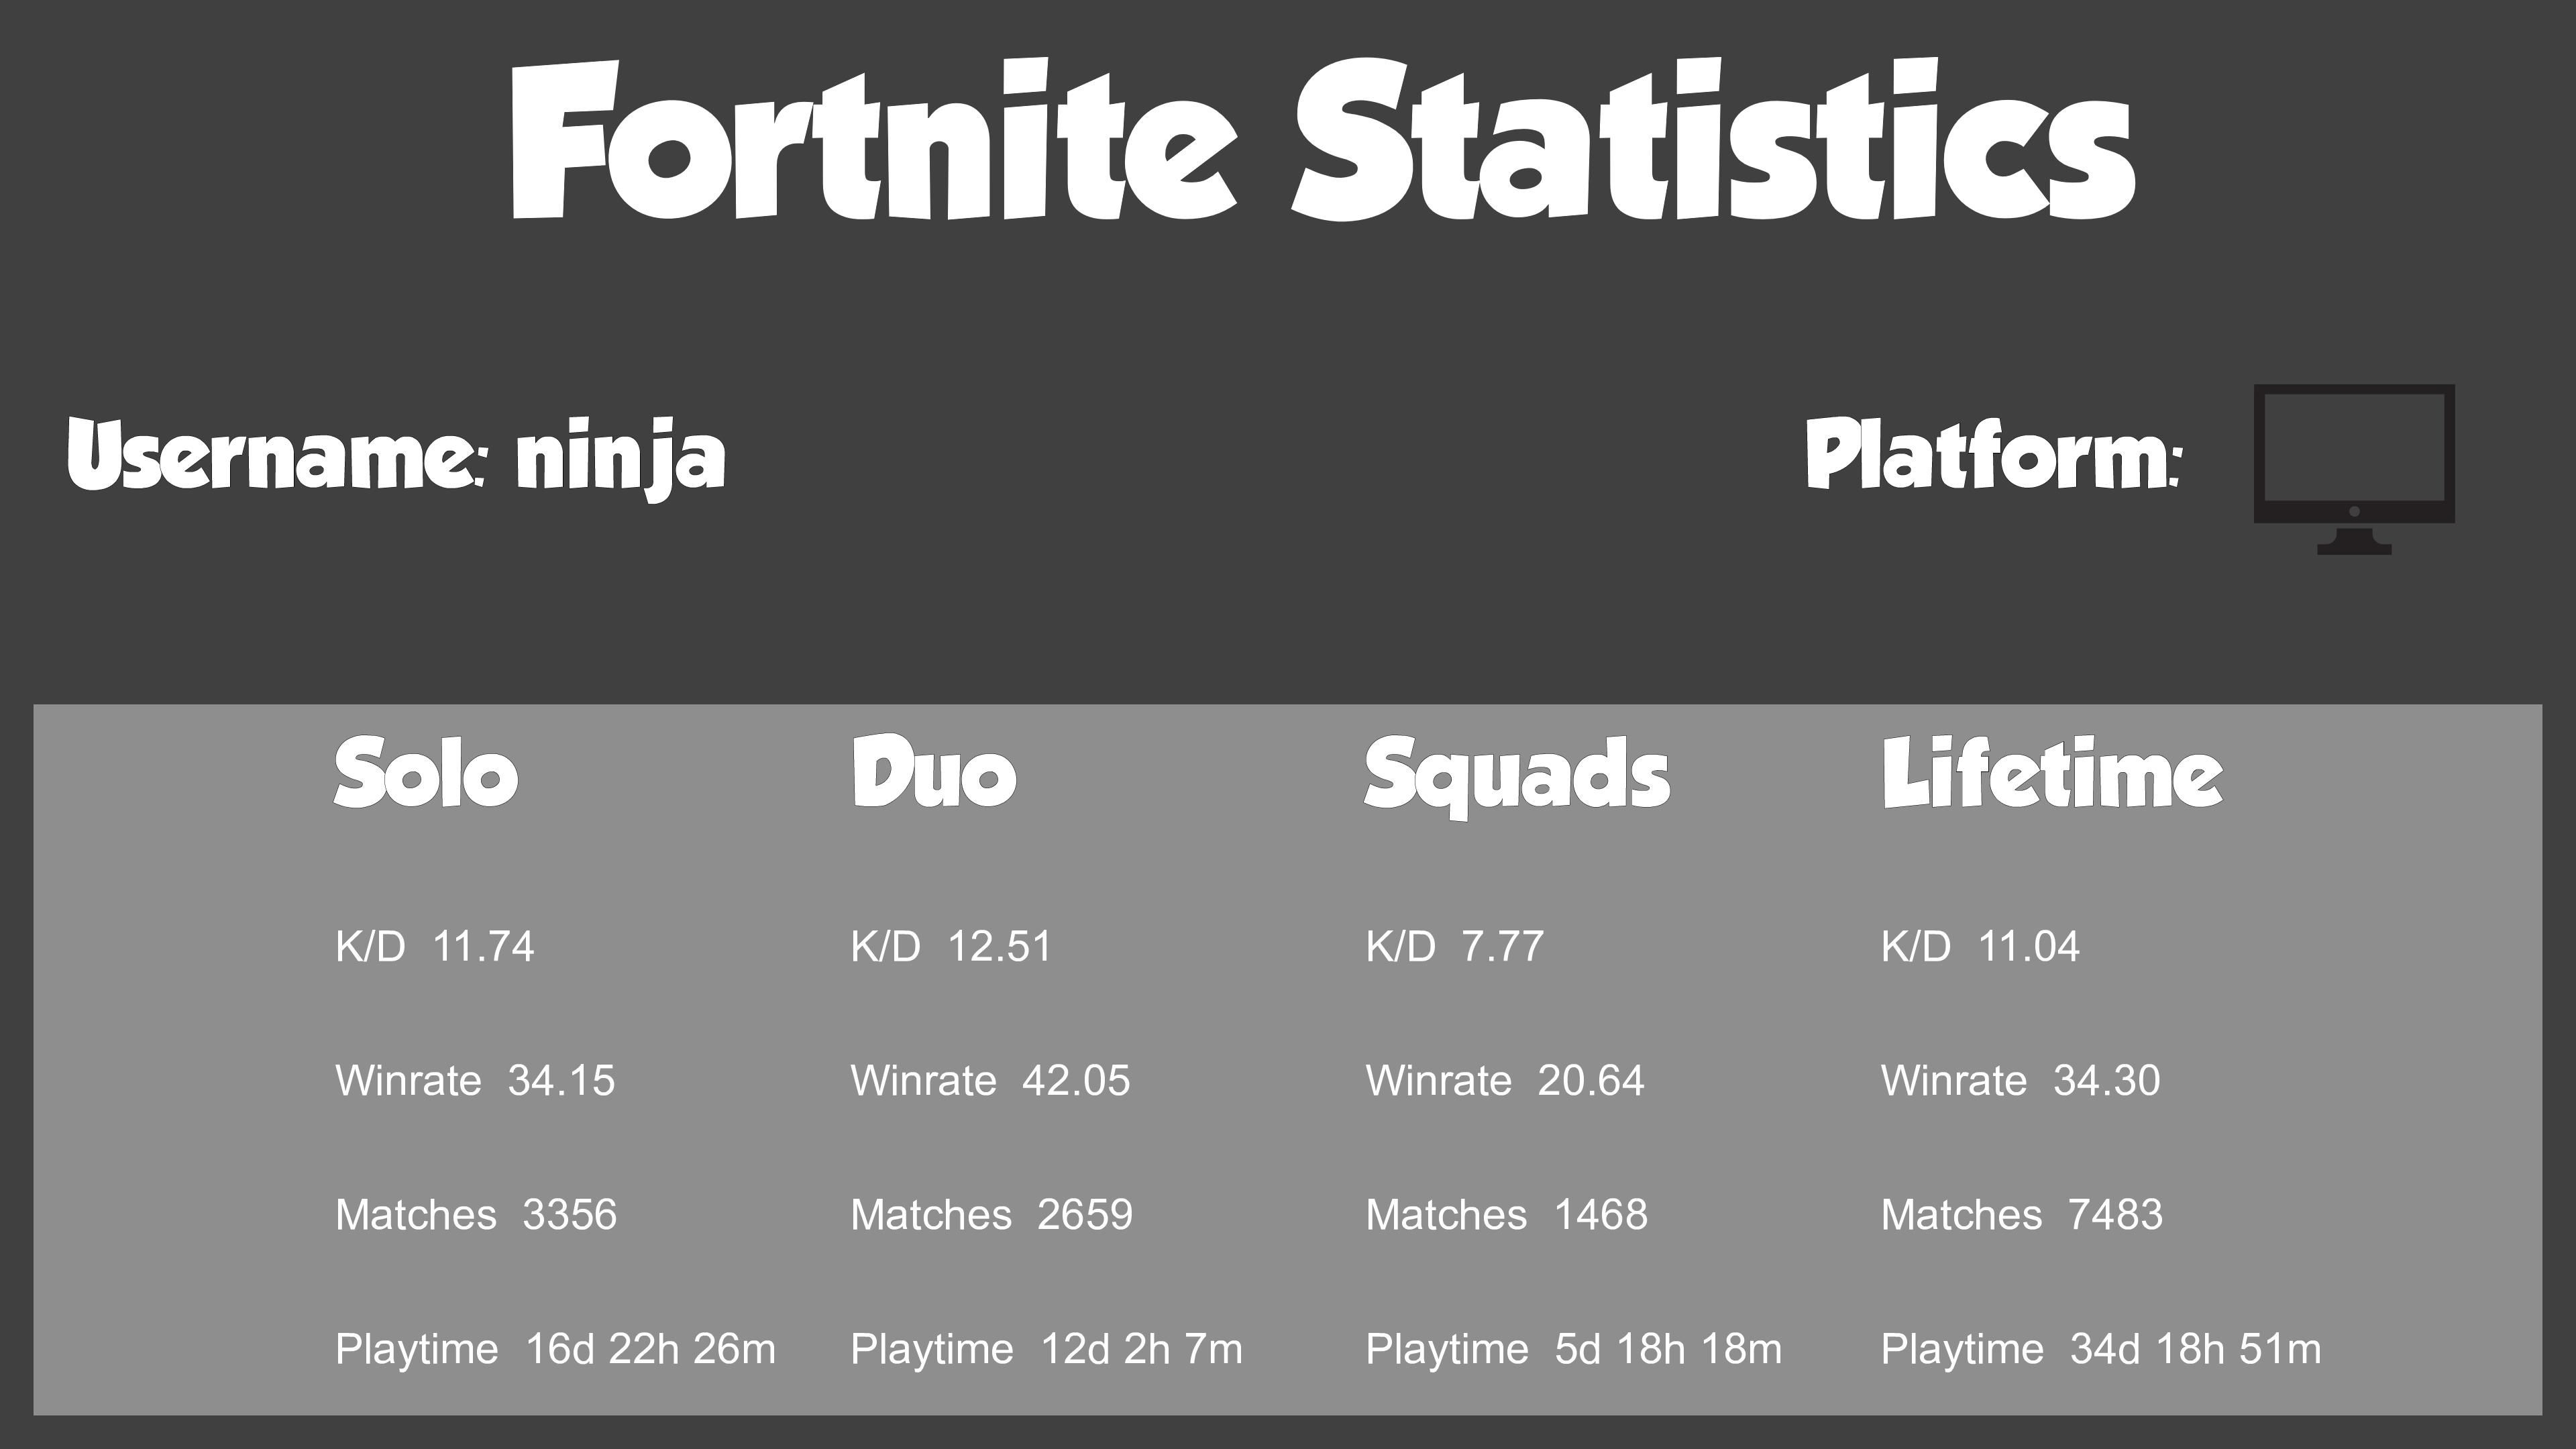 Fortnite Statistics
Username: ninja
Platform:
Solo Duo Squads Lifetime
K/D 11.74 K/D 12.51 K/D 7.77 K/D 11.04
Winrate 34.15 Winrate 42.05 Winrate 20.64 Winrate 34.30
Matches 3356 Matches 2659 Matches 1468 Matches 7483
Playtime 16d 22h 26m Playtime 12d 2h 7m Playtime 5d 18h 18m Playtime 34d 18h 51m